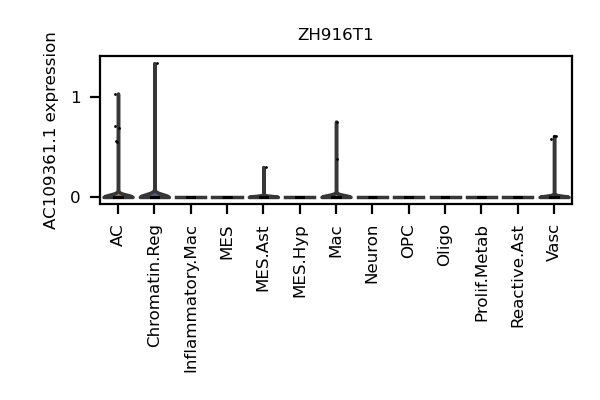 ZH916T1
AC109361.1 expression
1
0
AC
Chromatin.Reg
Inflammatory.Mac
MES
MES.Ast
MES.Hyp
Mac
Neuron
OPC
Oligo
Prolif.Metab
Reactive.Ast
Vasc